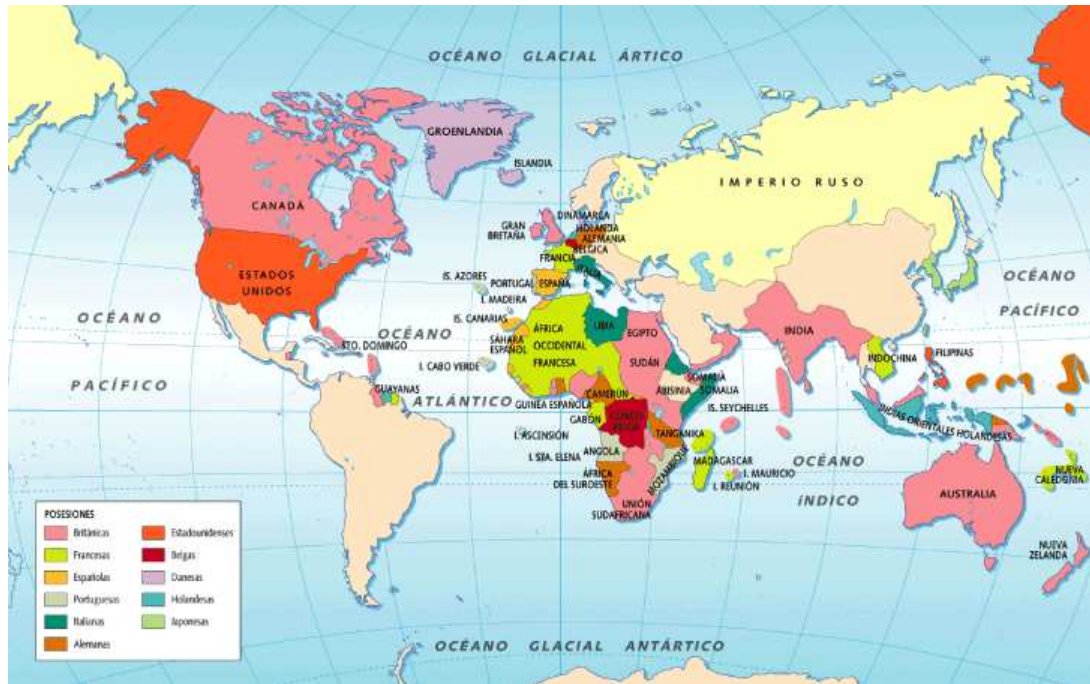 OCÉANO GLACIAL ÁRTICO
GROENLANDIA
ISLANDIA
IMPERIO RUSO
CANADÁ
DINAMARCA
GRAN
BRETAÑA
HOLANDA
ALEMANIA
BÉLGICA
FRANCIA
ITALIA
ESTADOS
UNIDOS
IS. AZORES
PORTUGAL
ESPAÑA
I. MADEIRA
IS. CANARIAS
OCÉANO
PACÍFICO
OCÉANO
ATLÁNTICO
OCÉANO
PACÍFICO
STO. DOMINGO
SÁHARA
ESPAÑOL
ÁFRICA
OCCIDENTAL
FRANCESA
LIBIA
EGIPTO
INDIA
I. CABO VERDE
SUDÁN
INDOCHINA
FILIPINAS
GUAYANAS
SOMALIA
ABISINIA
SOMALIA
CAMERÚN
GUINEA ESPAÑOLA
IS. SEYCHELLES
GABÓN
CONGO
BELGA
INDIAS ORIENTALES HOLANDESAS
I. ASCENSIÓN
TANGANIKA
I. STA. ELENA
ANGOLA
MOZAMBIQUE
MADAGASCAR
I. MAURICIO
I. REUNIÓN
OCÉANO
ÍNDICO
ÁFRICA
DEL SUROESTE
NUEVA
CALEDONIA
UNIÓN
SUDAFRICANA
AUSTRALIA
NUEVA
ZELANDA
POSESIONES
Británicas
Estadounidenses
Francesas
Belgas
Españolas
Danesas
Portuguesas
Holandesas
Italianas
Japonesas
Alemanas
OCÉANO GLACIAL ANTÁRTICO